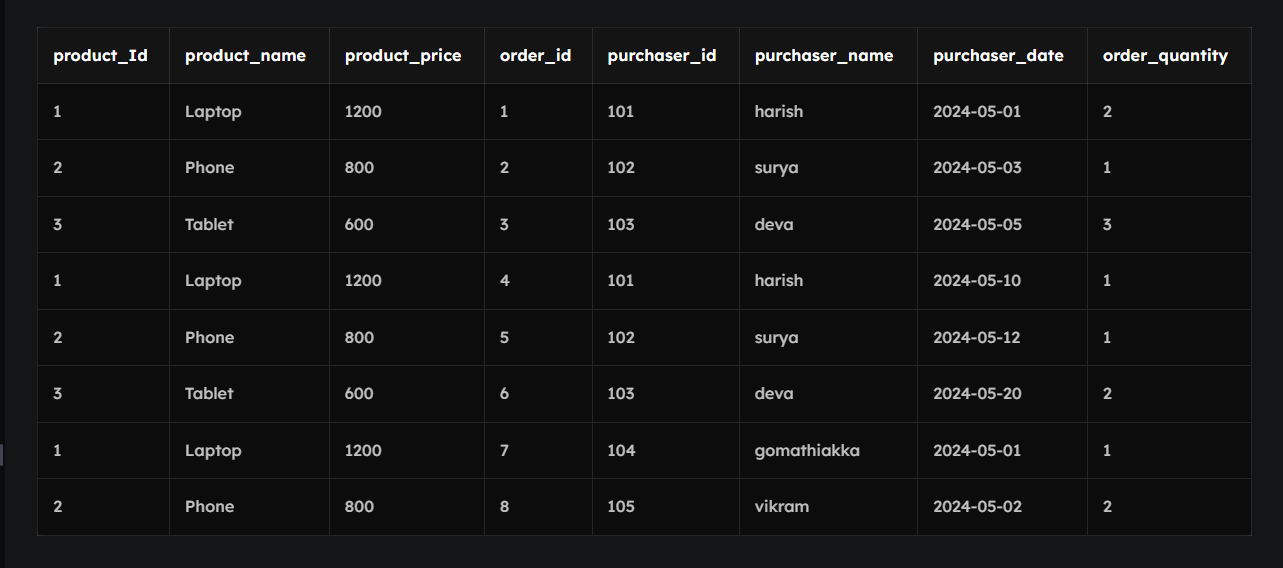 product_Id product_name product_price order_id purchaser_id purchaser_name purchaser_date order_quantity
1 Laptop 1200 1 101 harish 2024-05-01 2
2 Phone 800 2 102 surya 2024-05-03 1
3 Tablet 600 3 103 deva 2024-05-05 3
1 Laptop 1200 4 101 harish 2024-05-10 1
2 Phone 800 5 102 surya 2024-05-12 1
3 Tablet 600 6 103 deva 2024-05-20 2
1 Laptop 1200 7 104 gomathiakka 2024-05-01 1
2 Phone 800 8 105 vikram 2024-05-02 2